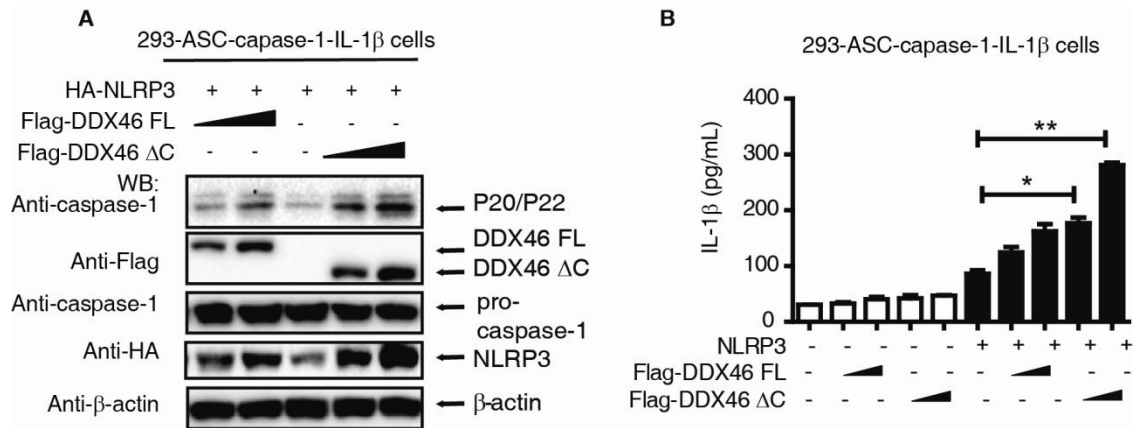 A
293-ASC-capase-1-IL-1β cells
HA-NLRP3 + + + + +
Flag-DDX46 FL - - -
Flag-DDX46 ΔC - - -
WB:
Anti-caspase-1 P20/P22
Anti-Flag DDX46 FL
DDX46 ΔC
Anti-caspase-1 pro-
caspase-1
Anti-HA NLRP3
Anti-β-actin β-actin
B
293-ASC-capase-1-IL-1β cells
IL-1β (pg/mL)
400
300
200
100
0
**
*
NLRP3 - - - - - + + + + +
Flag-DDX46 FL - - - - - -
Flag-DDX46 ΔC - - - - - -